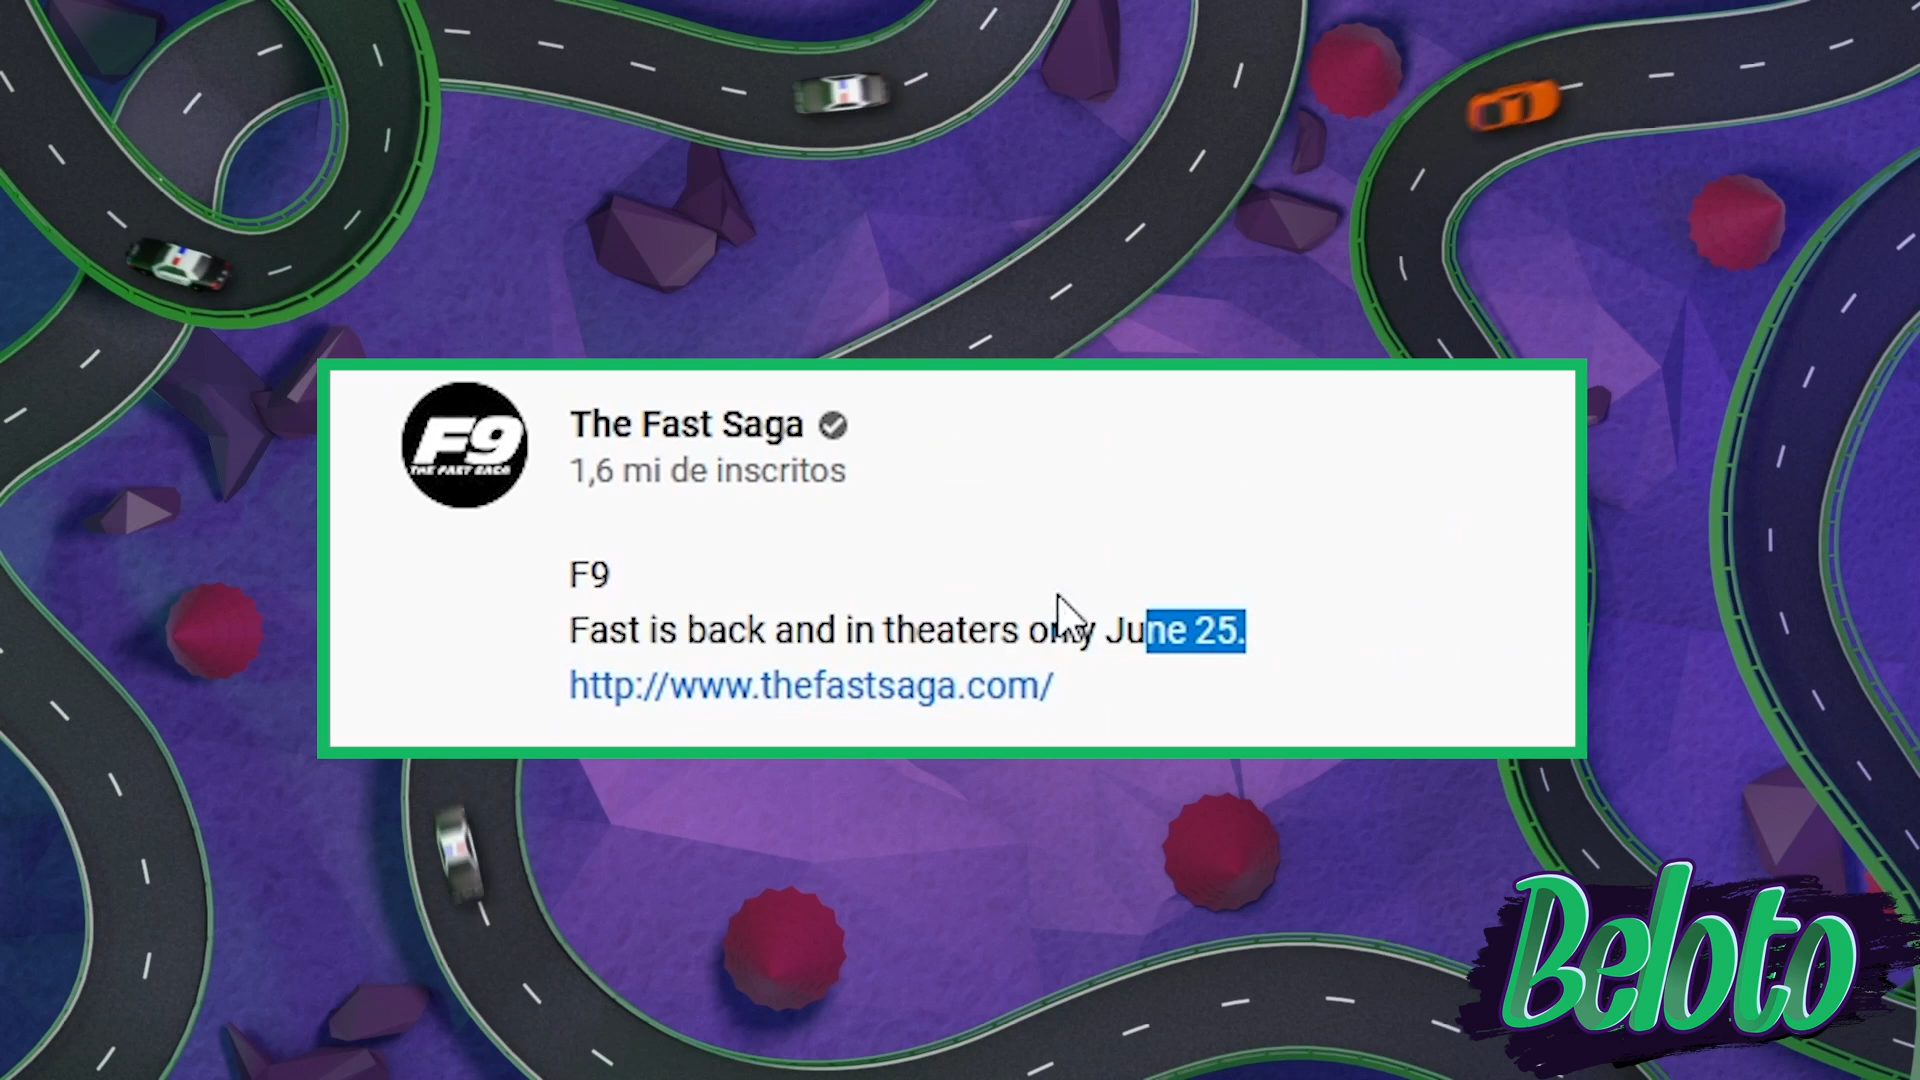 F9
THE FAST SAGA
The Fast Saga
1,6 mi de inscritos
F9
Fast is back and in theaters only June 25.
http://www.thefastsaga.com/
Beloto